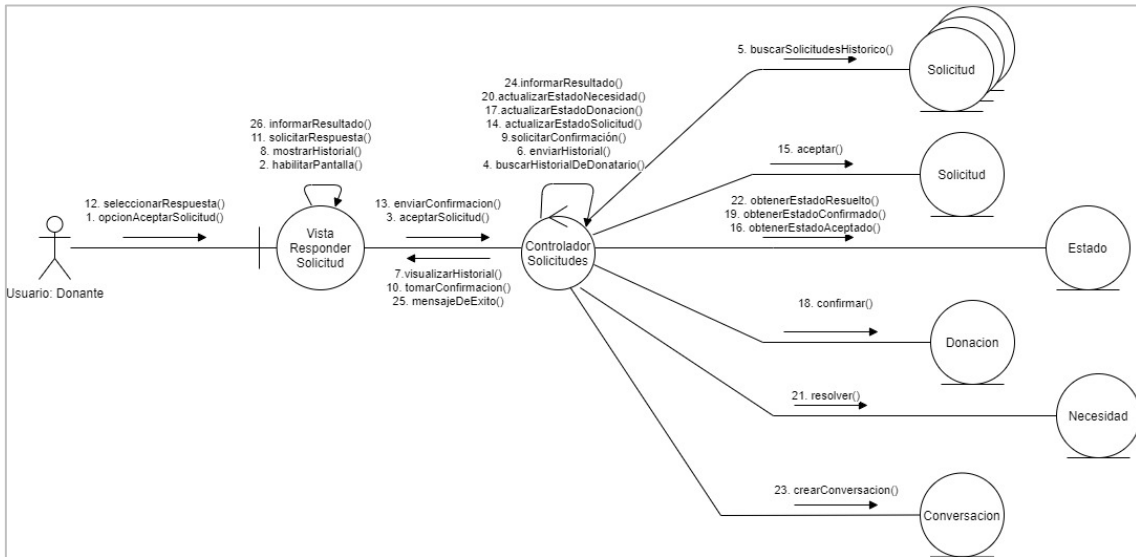 5. buscarSolicitudesHistorico()
Solicitud
24.informarResultado()
20.actualizarEstadoNecesidad()
17.actualizarEstadoDonacion()
14. actualizarEstadoSolicitud()
9.solicitarConfirmación()
6. enviarHistorial()
4. buscarHistorialDeDonatario()
26. informarResultado()
11. solicitarRespuesta()
8. mostrarHistorial()
2. habilitarPantalla()
15. aceptar()
Solicitud
12. seleccionarRespuesta()
1. opcionAceptarSolicitud()
13. enviarConfirmacion()
3. aceptarSolicitud()
22. obtenerEstadoResuelto()
19. obtenerEstadoConfirmado()
16. obtenerEstadoAceptado()
Vista
Responder
Solicitud
Controlador
Solicitudes
Estado
Usuario: Donante
7.visualizarHistorial()
10. tomarConfirmacion()
25. mensajeDeExito()
18. confirmar()
Donacion
21. resolver()
Necesidad
23. crearConversacion()
Conversacion